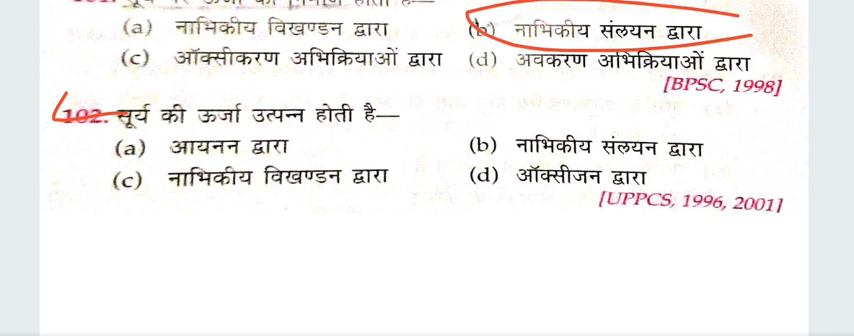 (a) नाभिकीय विखण्डन द्वारा (b) नाभिकीय संलयन द्वारा
(c) ऑक्सीकरण अभिक्रियाओं द्वारा (d) अवकरण अभिक्रियाओं द्वारा
[BPSC, 1998]
102. सूर्य की ऊर्जा उत्पन्न होती है—
(a) आयनन द्वारा (b) नाभिकीय संलयन द्वारा
(c) नाभिकीय विखण्डन द्वारा (d) ऑक्सीजन द्वारा
[UPPCS, 1996, 2001]